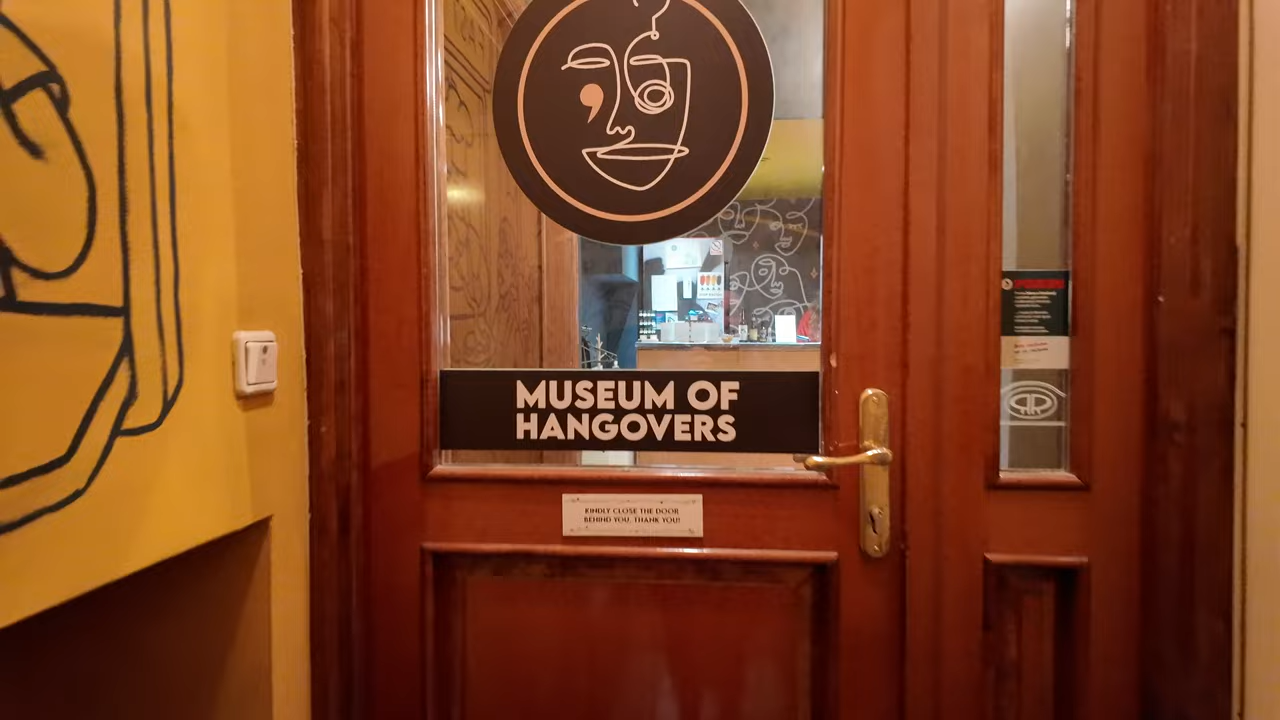 MUSEUM OF
HANGOVERS
KINDLY CLOSE THE DOOR
BEHIND YOU. THANK YOU!